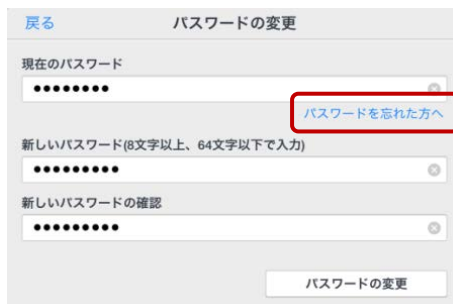 戻る パスワードの変更
現在のパスワード
••••••••
パスワードを忘れた方へ
新しいパスワード(8文字以上、64文字以下で入力)
•••••••••
新しいパスワードの確認
•••••••••
パスワードの変更